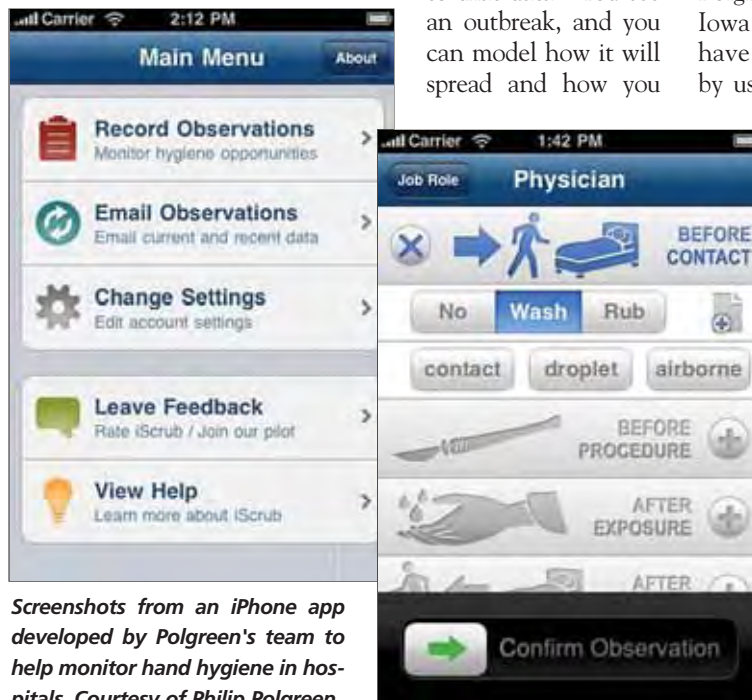 an outbreak, and you
can model how it will
spread and how you
Iowa
have
by us
Carrier 2:12 PM
Main Menu
About
Record Observations
Monitor hygiene opportunities
Email Observations
Email current and recent data
Change Settings
Edit account settings
Leave Feedback
Rate iScrub / Join our pilot
View Help
Learn more about iScrub
Carrier 1:42 PM
Job Role
Physician
BEFORE
CONTACT
No Wash Rub
contact droplet airborne
BEFORE
PROCEDURE
AFTER
EXPOSURE
AFTER
Confirm Observation
Screenshots from an iPhone app
developed by Polgreen's team to
help monitor hand hygiene in hos-
pitals. Courtesy of Philip Polgreen